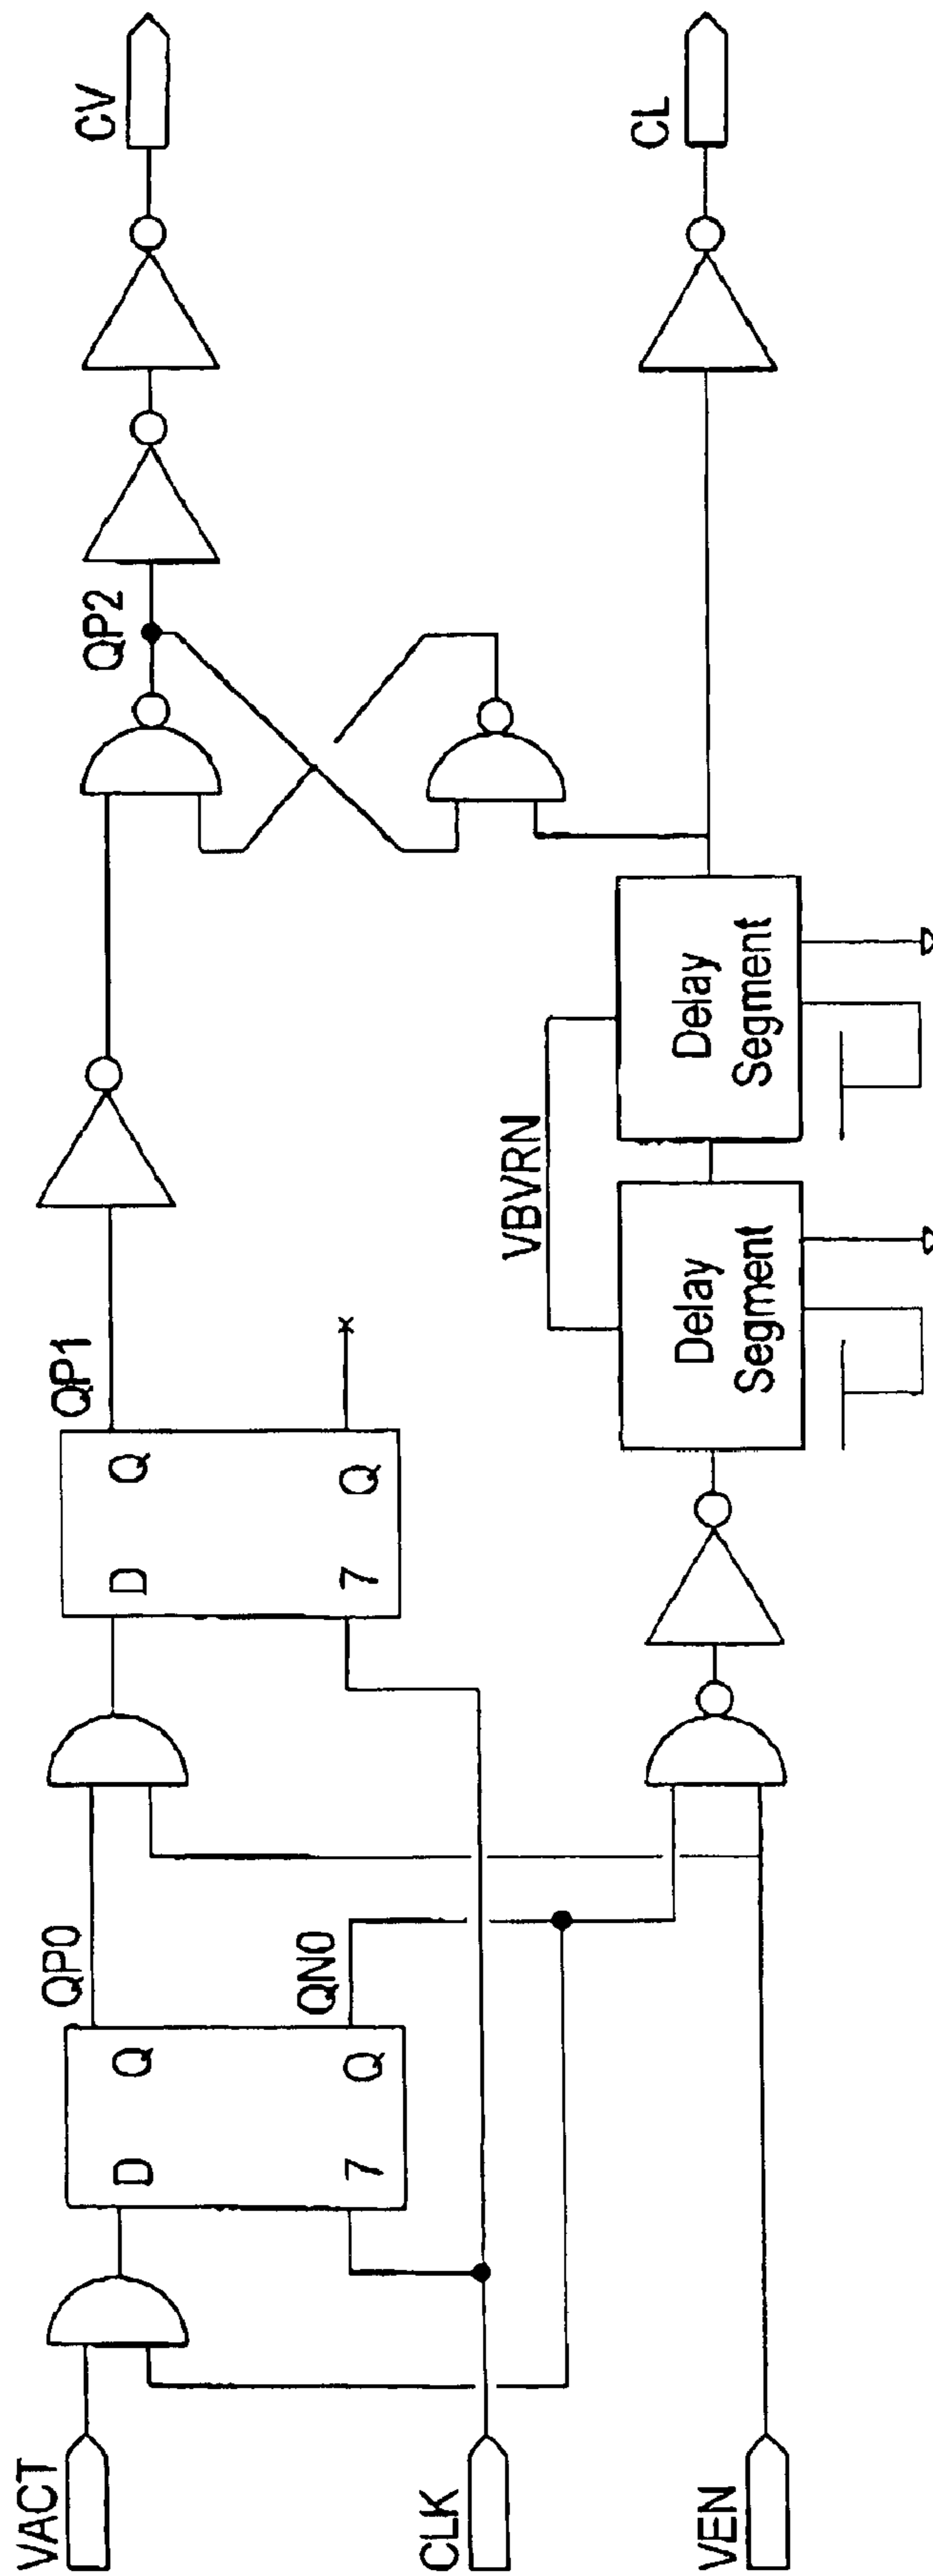 VACT
CLK
VEN
D
Q
7
Q
QP0
QN0
D
Q
7
Q
QP1
Delay
Segment
VBVRN
Delay
Segment
QP2
CV
CL